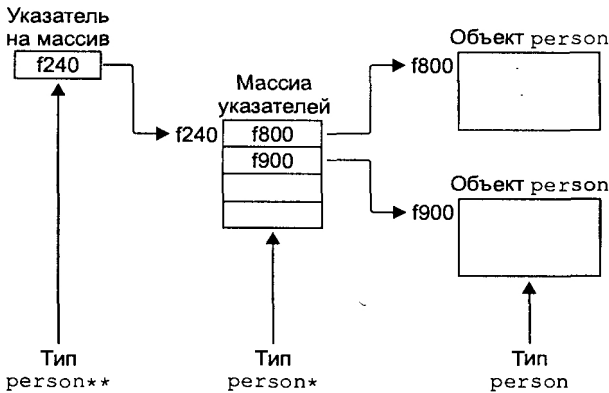 Указатель
на массив
f240
Массиа
указателей
f240
f800
f900
Объект person
f800
Объект person
f900
Тип
person**
Тип
person*
Тип
person